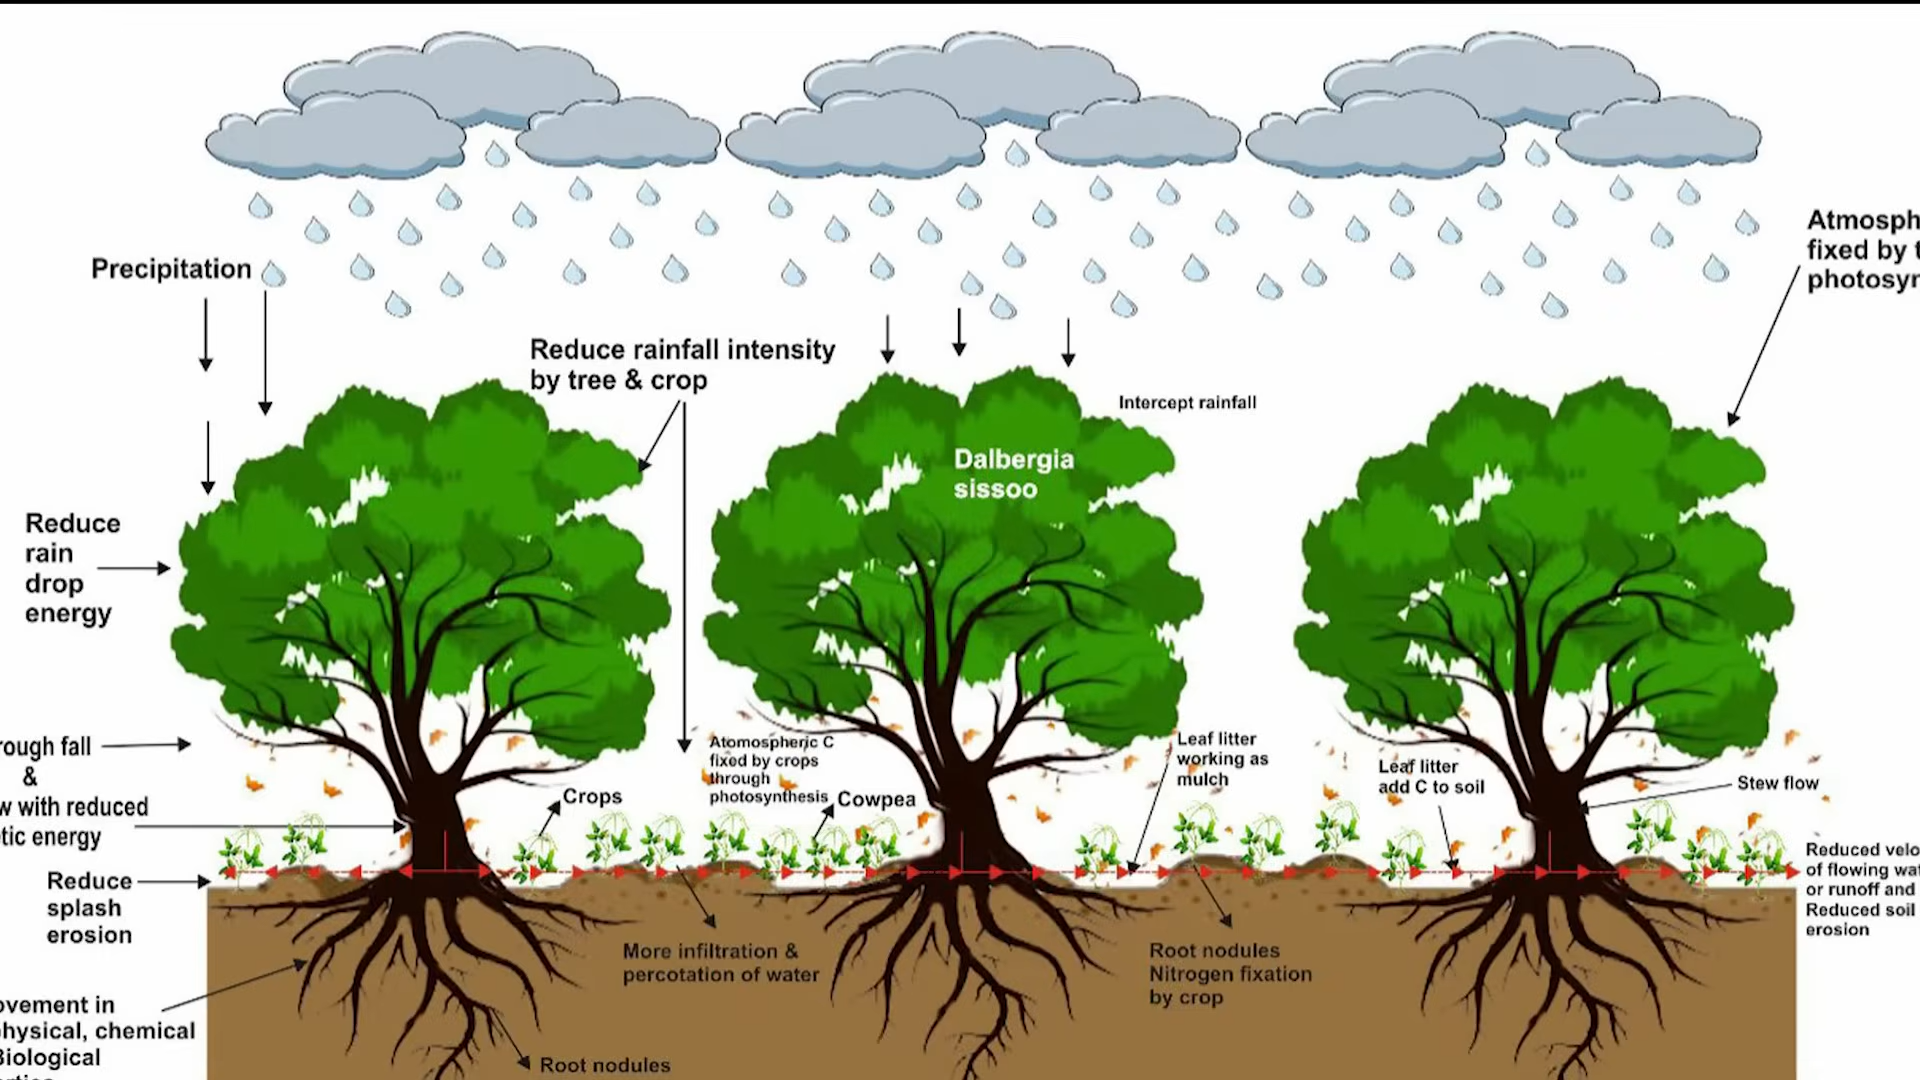 Precipitation
Atmosph
fixed by t
photosyn
Reduce rainfall intensity
by tree & crop
Intercept rainfall
Dalbergia
sissoo
Reduce
rain
drop
energy
rough fall
&
w with reduced
etic energy
Atomospheric C
fixed by crops
through
photosynthesis
Crops
Cowpea
Leaf litter
working as
mulch
Leaf litter
add C to soil
Stew flow
Reduce
splash
erosion
Reduced velo
of flowing wat
or runoff and
Reduced soil
erosion
More infiltration &
percotation of water
Root nodules
Nitrogen fixation
by crop
ovement in
physical, chemical
Biological
Root nodules